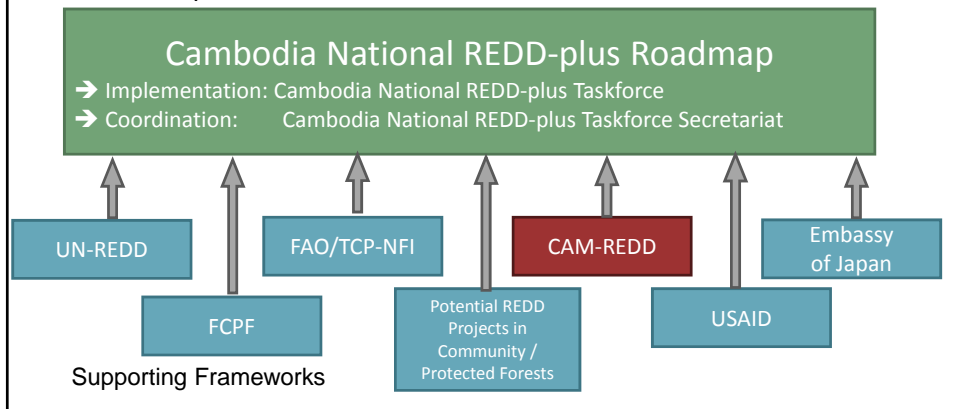 Cambodia National REDD-plus Roadmap
➔ Implementation: Cambodia National REDD-plus Taskforce
➔ Coordination: Cambodia National REDD-plus Taskforce Secretariat
UN-REDD
FAO/TCP-NFI
CAM-REDD
Embassy
of Japan
FCPF
Potential REDD
Projects in
Community /
Protected Forests
USAID
Supporting Frameworks